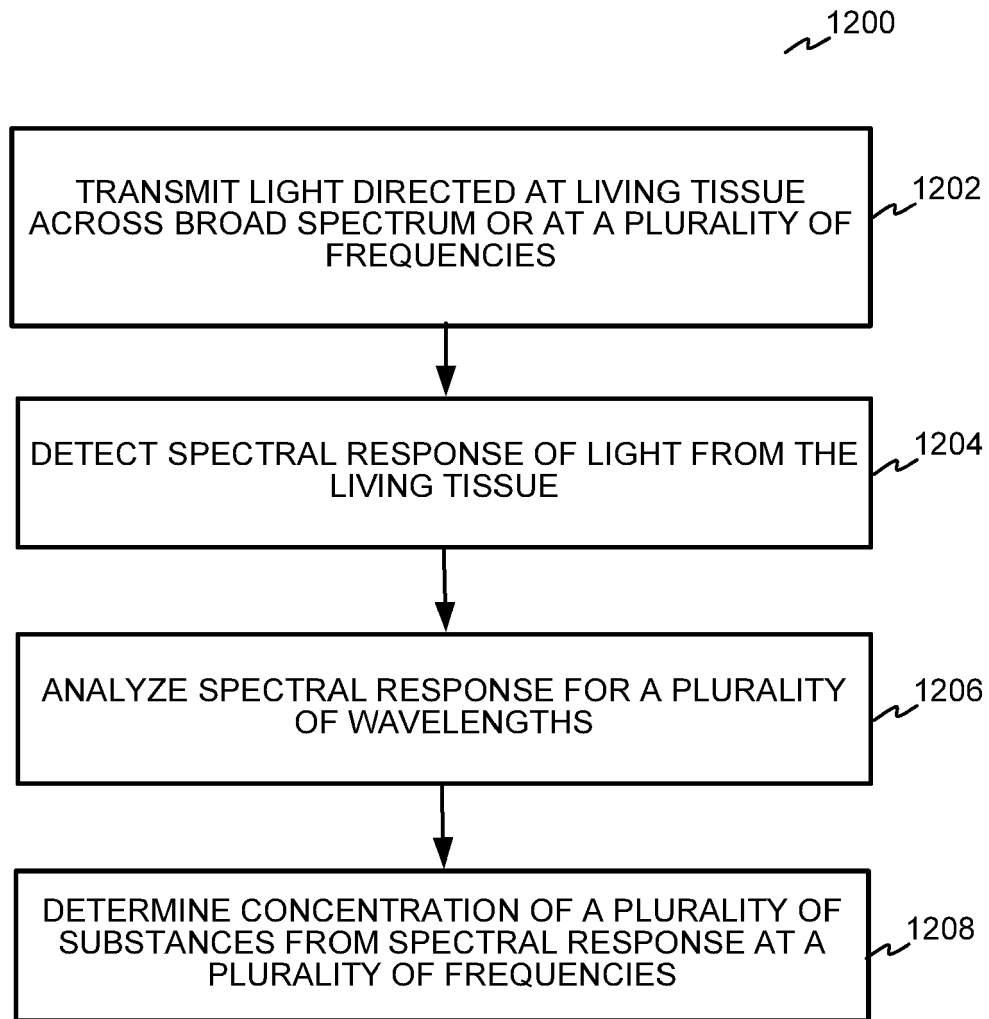 1200
TRANSMIT LIGHT DIRECTED AT LIVING TISSUE
ACROSS BROAD SPECTRUM OR AT A PLURALITY OF
FREQUENCIES
1202
DETECT SPECTRAL RESPONSE OF LIGHT FROM THE
LIVING TISSUE
1204
ANALYZE SPECTRAL RESPONSE FOR A PLURALITY
OF WAVELENGTHS
1206
DETERMINE CONCENTRATION OF A PLURALITY OF
SUBSTANCES FROM SPECTRAL RESPONSE AT A
PLURALITY OF FREQUENCIES
1208